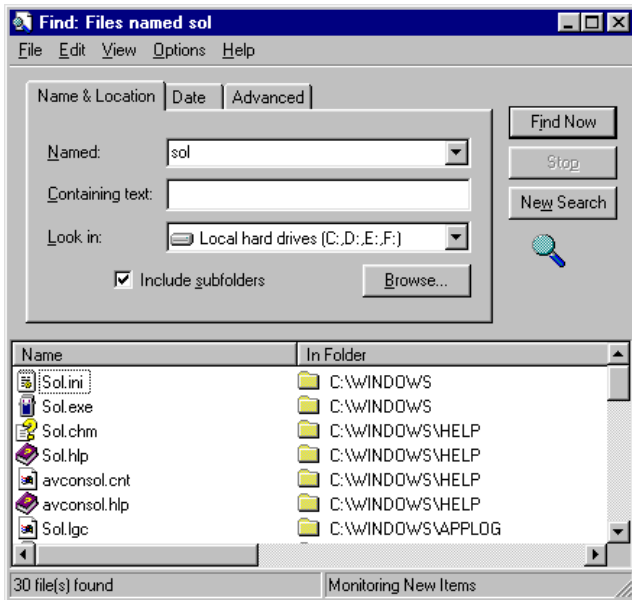 Find: Files named sol
File Edit View Options Help
Name & Location Date Advanced
Find Now
Named: sol
Stop
Containing text:
New Search
Look in: Local hard drives (C:,D:,E:,F:)
Include subfolders Browse...
Name In Folder
Sol.ini C:\WINDOWS
Sol.exe C:\WINDOWS
Sol.chm C:\WINDOWS\HELP
Sol.hlp C:\WINDOWS\HELP
avconsol.cnt C:\WINDOWS\HELP
avconsol.hlp C:\WINDOWS\HELP
Sol.lgc C:\WINDOWS\APPLOG
30 file(s) found Monitoring New Items